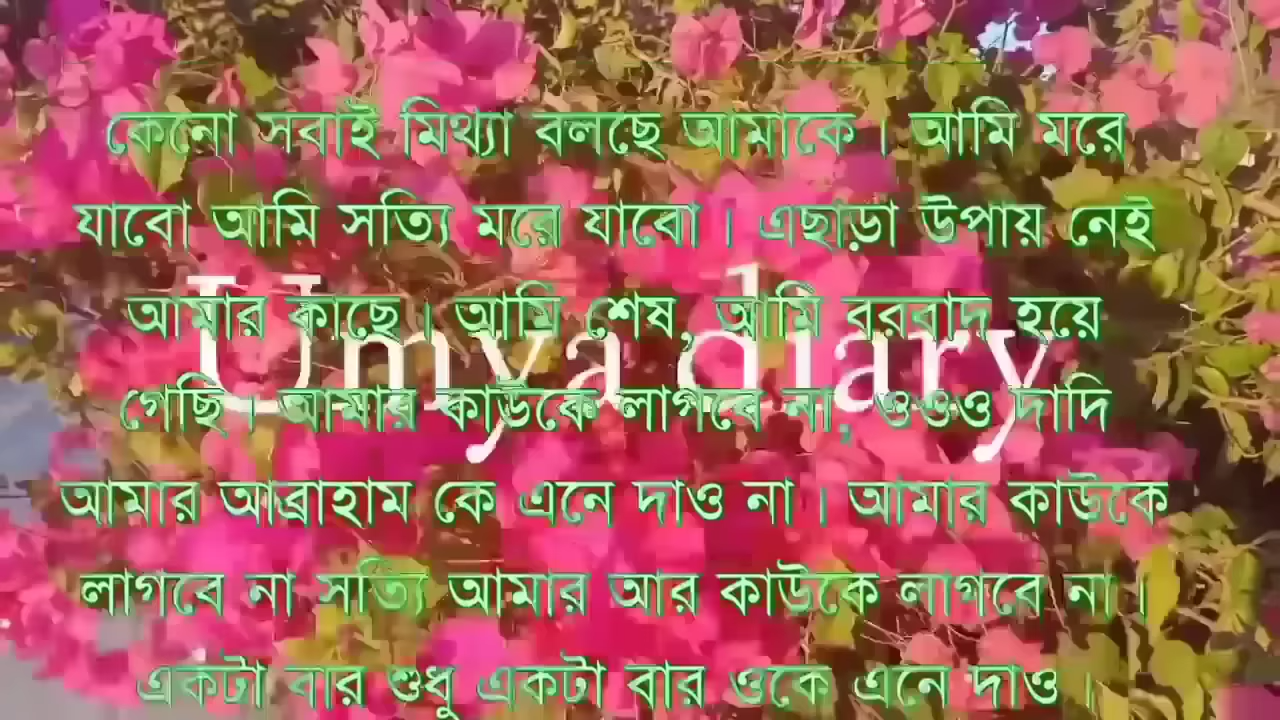 কেনো সবাই মিথ্যা বলছে আমাকে । আমি মরে
যাবো আমি সত্যি মরে যাবো । এছাড়া উপায় নেই
আমার কাছে । আমি শেষ, আমি বরবাদ হয়ে
Umya diary
গেছি । আমার কাউকে লাগবে না, ওওও দাদি
আমার আব্রাহাম কে এনে দাও না । আমার কাউকে
লাগবে না সত্যি আমার আর কাউকে লাগবে না ।
একটা বার শুধু একটা বার ওকে এনে দাও ।